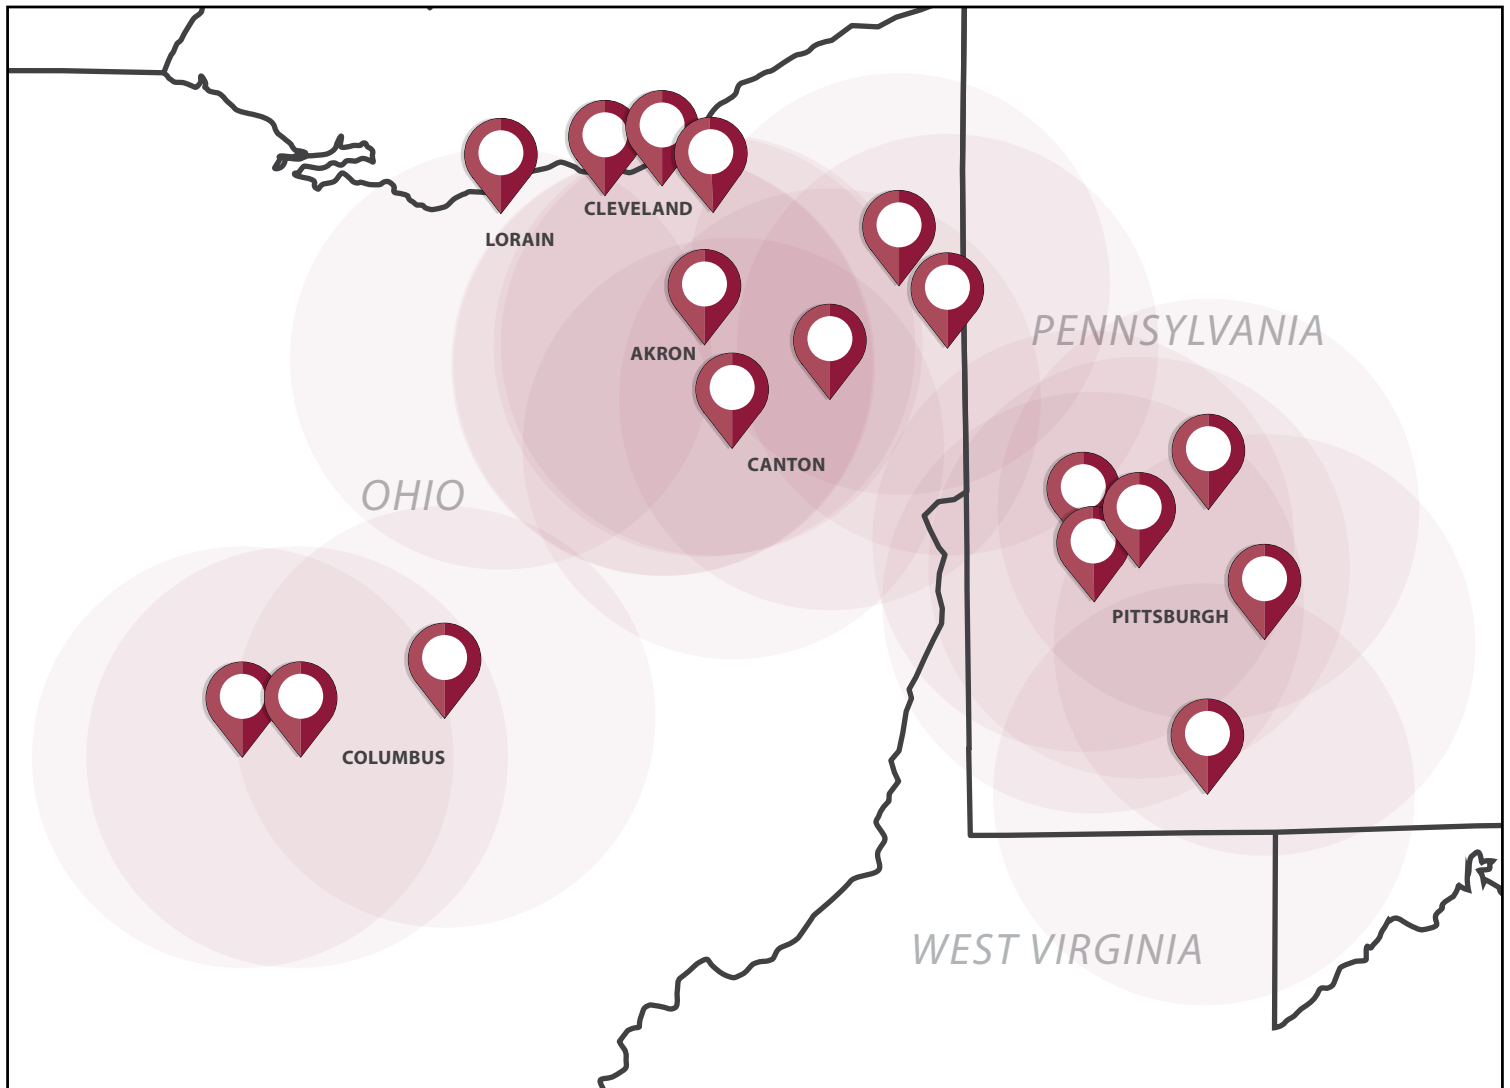 CLEVELAND
LORAIN
PENNSYLVANIA
AKRON
CANTON
OHIO
PITTSBURGH
COLUMBUS
WEST VIRGINIA